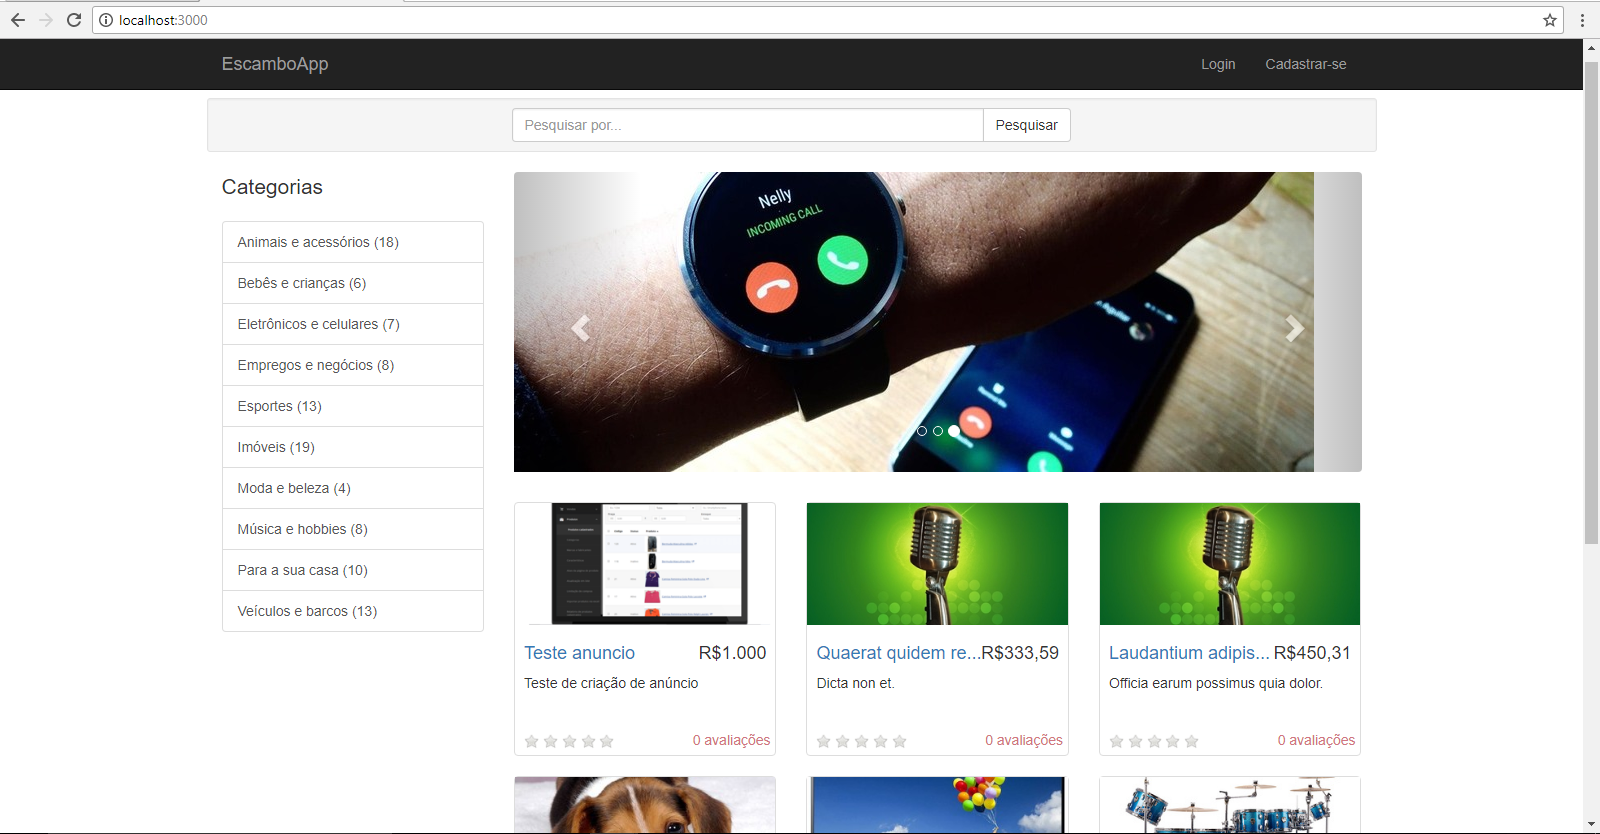 localhost:3000
EscamboApp
Login
Cadastrar-se
Pesquisar por...
Pesquisar
Categorias
Animais e acessórios (18)
Bebês e crianças (6)
Eletrônicos e celulares (7)
Empregos e negócios (8)
Esportes (13)
Imóveis (19)
Moda e beleza (4)
Música e hobbies (8)
Para a sua casa (10)
Veículos e barcos (13)
Nelly
INCOMING CALL
Teste anuncio R$1.000
Teste de criação de anúncio
0 avaliações
Quaerat quidem re...R$333,59
Dicta non et.
0 avaliações
Laudantium adipis... R$450,31
Officia earum possimus quia dolor.
0 avaliações